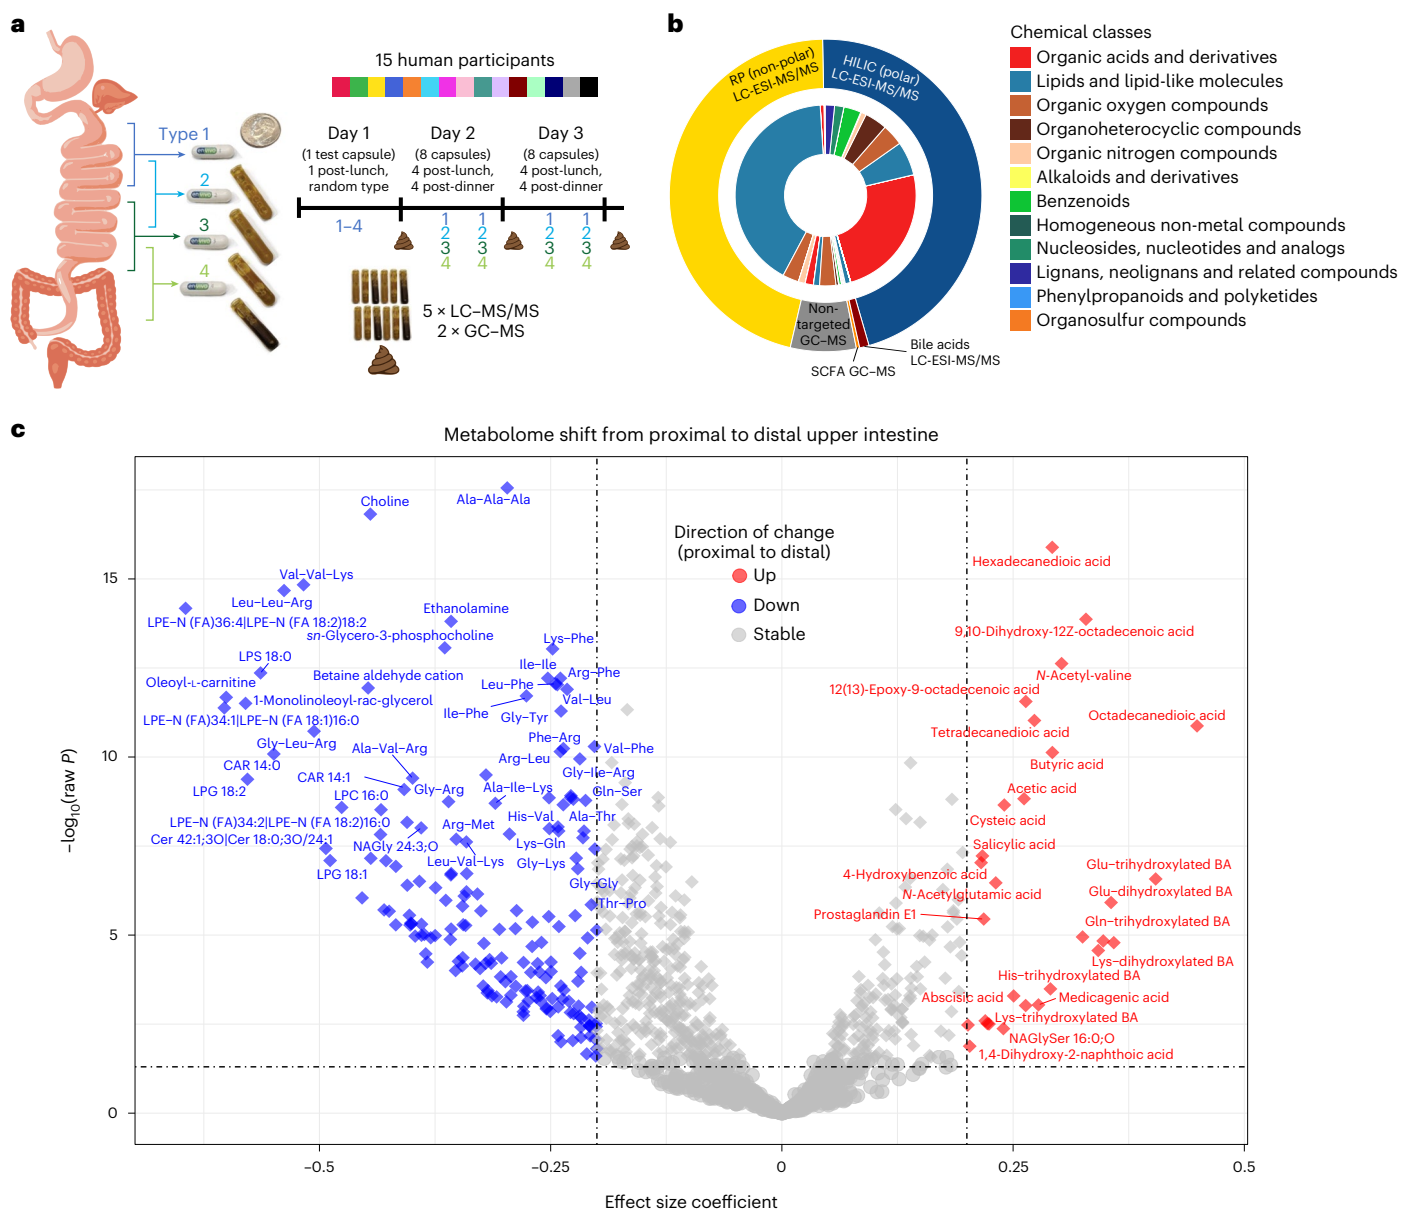 a
15 human participants
Type 1
2
3
4
Day 1
(1 test capsule)
1 post-lunch,
random type
Day 2
(8 capsules)
4 post-lunch,
4 post-dinner
Day 3
(8 capsules)
4 post-lunch,
4 post-dinner
1–4
1 1 1 1
2 2 2 2
3 3 3 3
4 4 4 4
5 × LC–MS/MS
2 × GC–MS
b
RP (non-polar)
LC-ESI-MS/MS
HILIC (polar)
LC-ESI-MS/MS
Non-
targeted
GC–MS
SCFA GC–MS
Bile acids
LC-ESI-MS/MS
Chemical classes
Organic acids and derivatives
Lipids and lipid-like molecules
Organic oxygen compounds
Organoheterocyclic compounds
Organic nitrogen compounds
Alkaloids and derivatives
Benzenoids
Homogeneous non-metal compounds
Nucleosides, nucleotides and analogs
Lignans, neolignans and related compounds
Phenylpropanoids and polyketides
Organosulfur compounds
c
Metabolome shift from proximal to distal upper intestine
Direction of change
(proximal to distal)
Up
Down
Stable
Choline
Ala–Ala–Ala
Val–Val–Lys
Leu–Leu–Arg
LPE–N (FA)36:4|LPE–N (FA 18:2)18:2
Ethanolamine
sn-Glycero-3-phosphocholine
Lys–Phe
LPS 18:0
Ile–Ile
Arg–Phe
Oleoyl-L-carnitine
Betaine aldehyde cation
Leu–Phe
1-Monolinoleoyl-rac-glycerol
Val–Leu
LPE–N (FA)34:1|LPE–N (FA 18:1)16:0
Ile–Phe
Gly–Tyr
Gly–Leu–Arg
Ala–Val–Arg
Phe–Arg
Val–Phe
CAR 14:0
Arg–Leu
CAR 14:1
Gly–Ile–Arg
LPG 18:2
LPC 16:0
Gly–Arg
Ala–Ile–Lys
Gln–Ser
LPE–N (FA)34:2|LPE–N (FA 18:2)16:0
Arg–Met
His–Val
Ala–Thr
Cer 42:1;3O|Cer 18:0;3O/24:1
NAGly 24:3;O
Lys–Gln
LPG 18:1
Leu–Val–Lys
Gly–Lys
Gly–Gly
Thr–Pro
Hexadecanedioic acid
9,10-Dihydroxy-12Z-octadecenoic acid
N-Acetyl-valine
12(13)-Epoxy-9-octadecenoic acid
Octadecanedioic acid
Tetradecanedioic acid
Butyric acid
Acetic acid
Cysteic acid
Salicylic acid
Glu–trihydroxylated BA
4-Hydroxybenzoic acid
N-Acetylglutamic acid
Glu–dihydroxylated BA
Prostaglandin E1
Gln–trihydroxylated BA
Lys–dihydroxylated BA
His–trihydroxylated BA
Abscisic acid
Medicagenic acid
Lys–trihydroxylated BA
NAGlySer 16:0;O
1,4-Dihydroxy-2-naphthoic acid
−log10(raw P)
15
10
5
0
−0.5
−0.25
0
0.25
0.5
Effect size coefficient